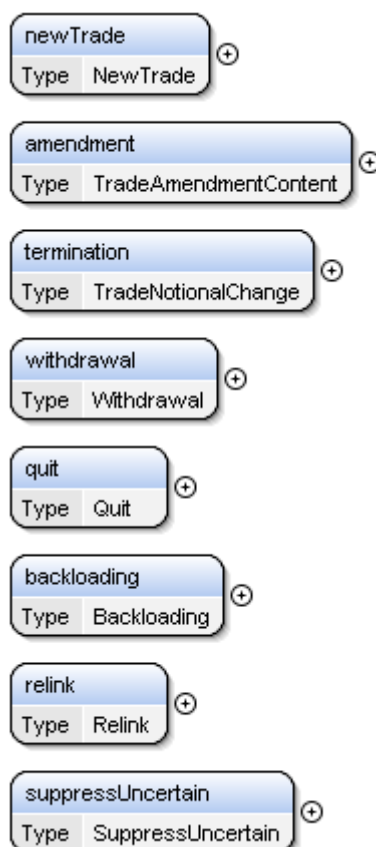 newTrade
Type NewTrade
amendment
Type TradeAmendmentContent
termination
Type TradeNotionalChange
withdrawal
Type Withdrawal
quit
Type Quit
backloading
Type Backloading
relink
Type Relink
suppressUncertain
Type SuppressUncertain